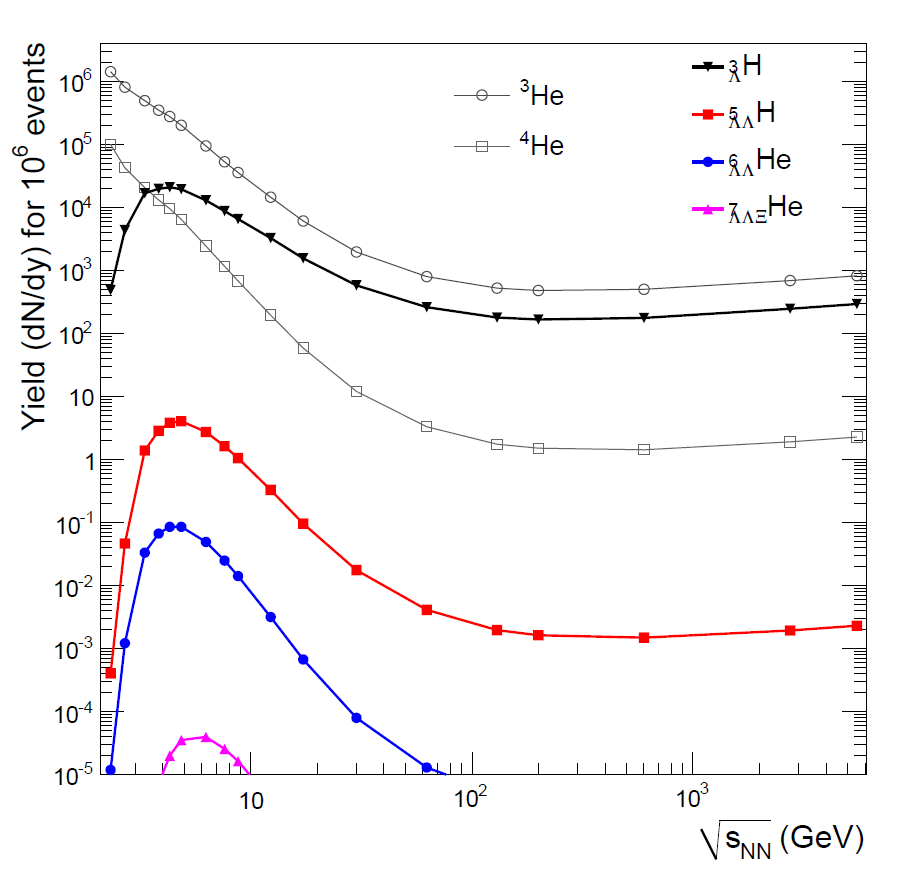 Yield (dN/dy) for 10⁶ events
10⁶
10⁵
10⁴
10³
10²
10
1
10⁻¹
10⁻²
10⁻³
10⁻⁴
10⁻⁵
³He
⁴He
³ΛH
⁵ΛΛH
⁶ΛΛHe
⁷ΛΛΞHe
10
10²
10³
√sNN (GeV)